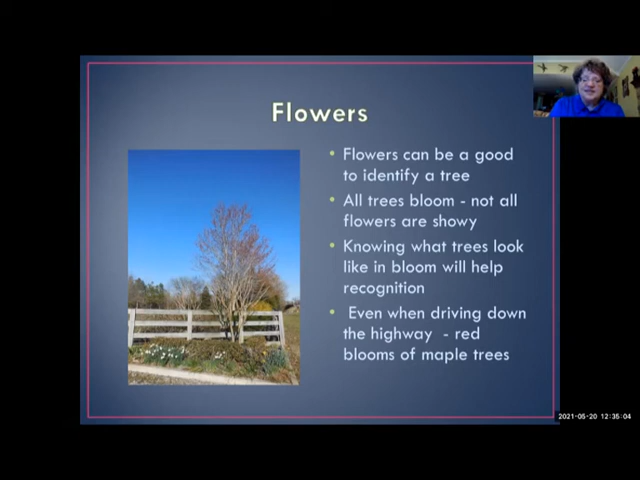 Flowers
• Flowers can be a good
to identify a tree
• All trees bloom - not all
flowers are showy
• Knowing what trees look
like in bloom will help
recognition
• Even when driving down
the highway - red
blooms of maple trees
2021-05-20 12:35:04